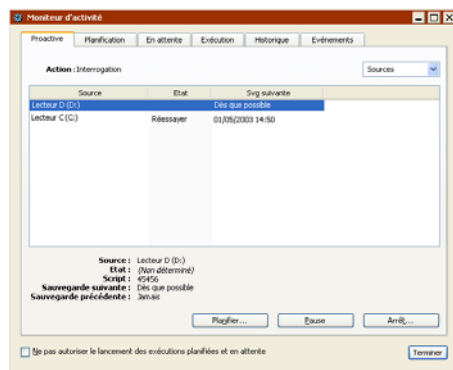 Moniteur d'activité
Proactive Planification En attente Exécution Historique Evénements
Action : Interrogation Sources
Source Etat Svg suivante
Lecteur D (D:) Dès que possible
Lecteur C (C:) Réessayer 01/05/2003 14:50
Source : Lecteur D (D:)
Etat : (Non déterminé)
Script : 45456
Sauvegarde suivante : Dès que possible
Sauvegarde précédente : Jamais
Planifier... Pause Arrêt...
Ne pas autoriser le lancement des exécutions planifiées et en attente
Terminer